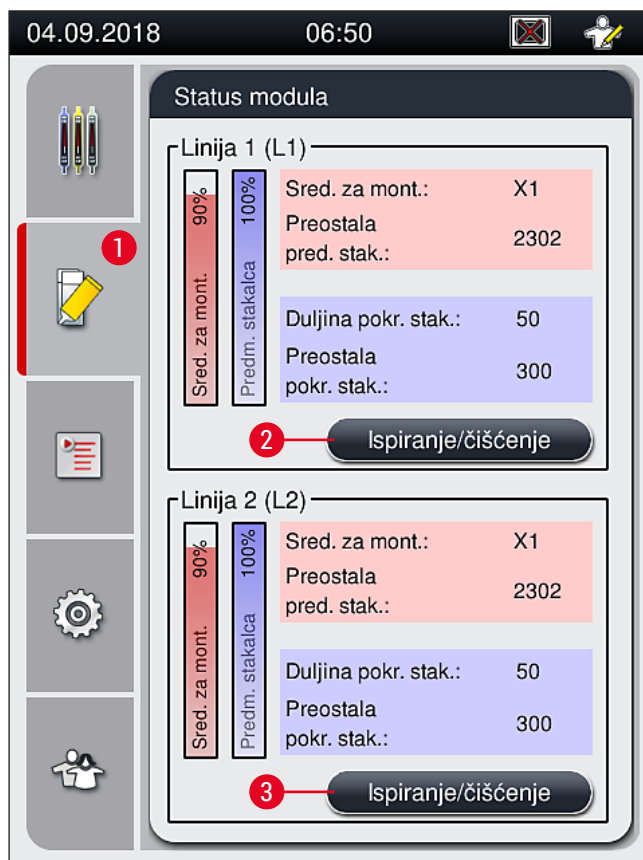 04.09.2018 06:50
Status modula
1
Linija 1 (L1)
90%
Sred. za mont.
100%
Predm. stakalca
Sred. za mont.: X1
Preostala
pred. stak.: 2302
Duljina pokr. stak.: 50
Preostala
pokr. stak.: 300
2
Ispiranje/čišćenje
Linija 2 (L2)
90%
Sred. za mont.
100%
Predm. stakalca
Sred. za mont.: X1
Preostala
pred. stak.: 2302
Duljina pokr. stak.: 50
Preostala
pokr. stak.: 300
3
Ispiranje/čišćenje